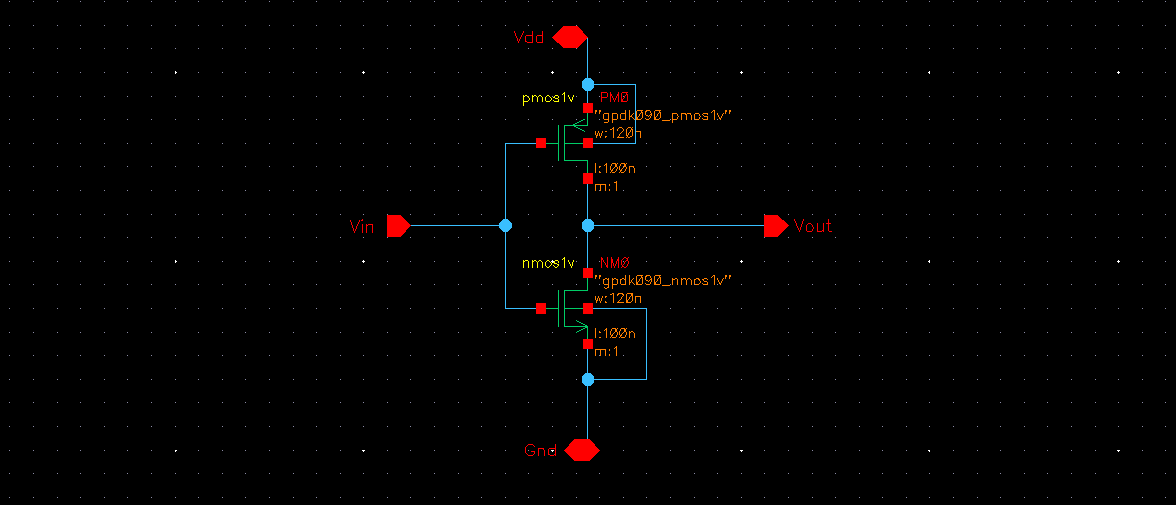 Vdd
pmos1v
PM0
"gpdk090_pmos1v"
w:120n
l:100n
m:1
Vin
Vout
nmos1v
NM0
"gpdk090_nmos1v"
w:120n
l:100n
m:1
Gnd